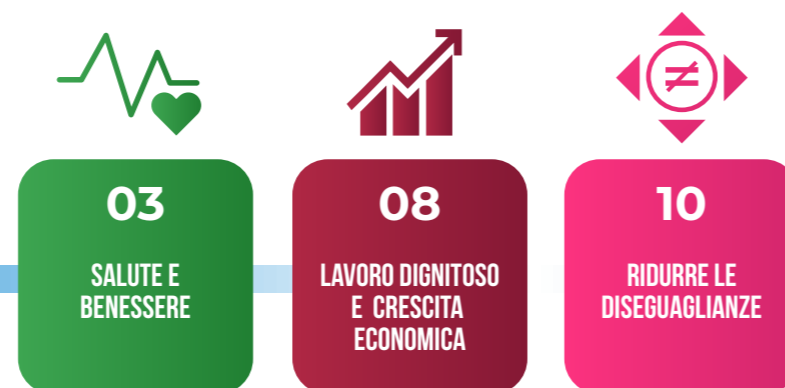 03
SALUTE E
BENESSERE
08
LAVORO DIGNITOSO
E CRESCITA
ECONOMICA
10
RIDURRE LE
DISEGUAGLIANZE